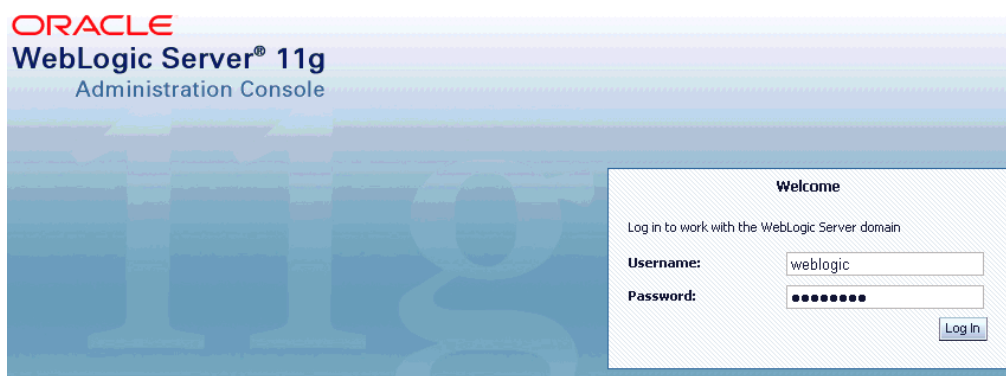 ORACLE
WebLogic Server® 11g
Administration Console
11g
Welcome
Log in to work with the WebLogic Server domain
Username: weblogic
Password: ●●●●●●●●
Log In